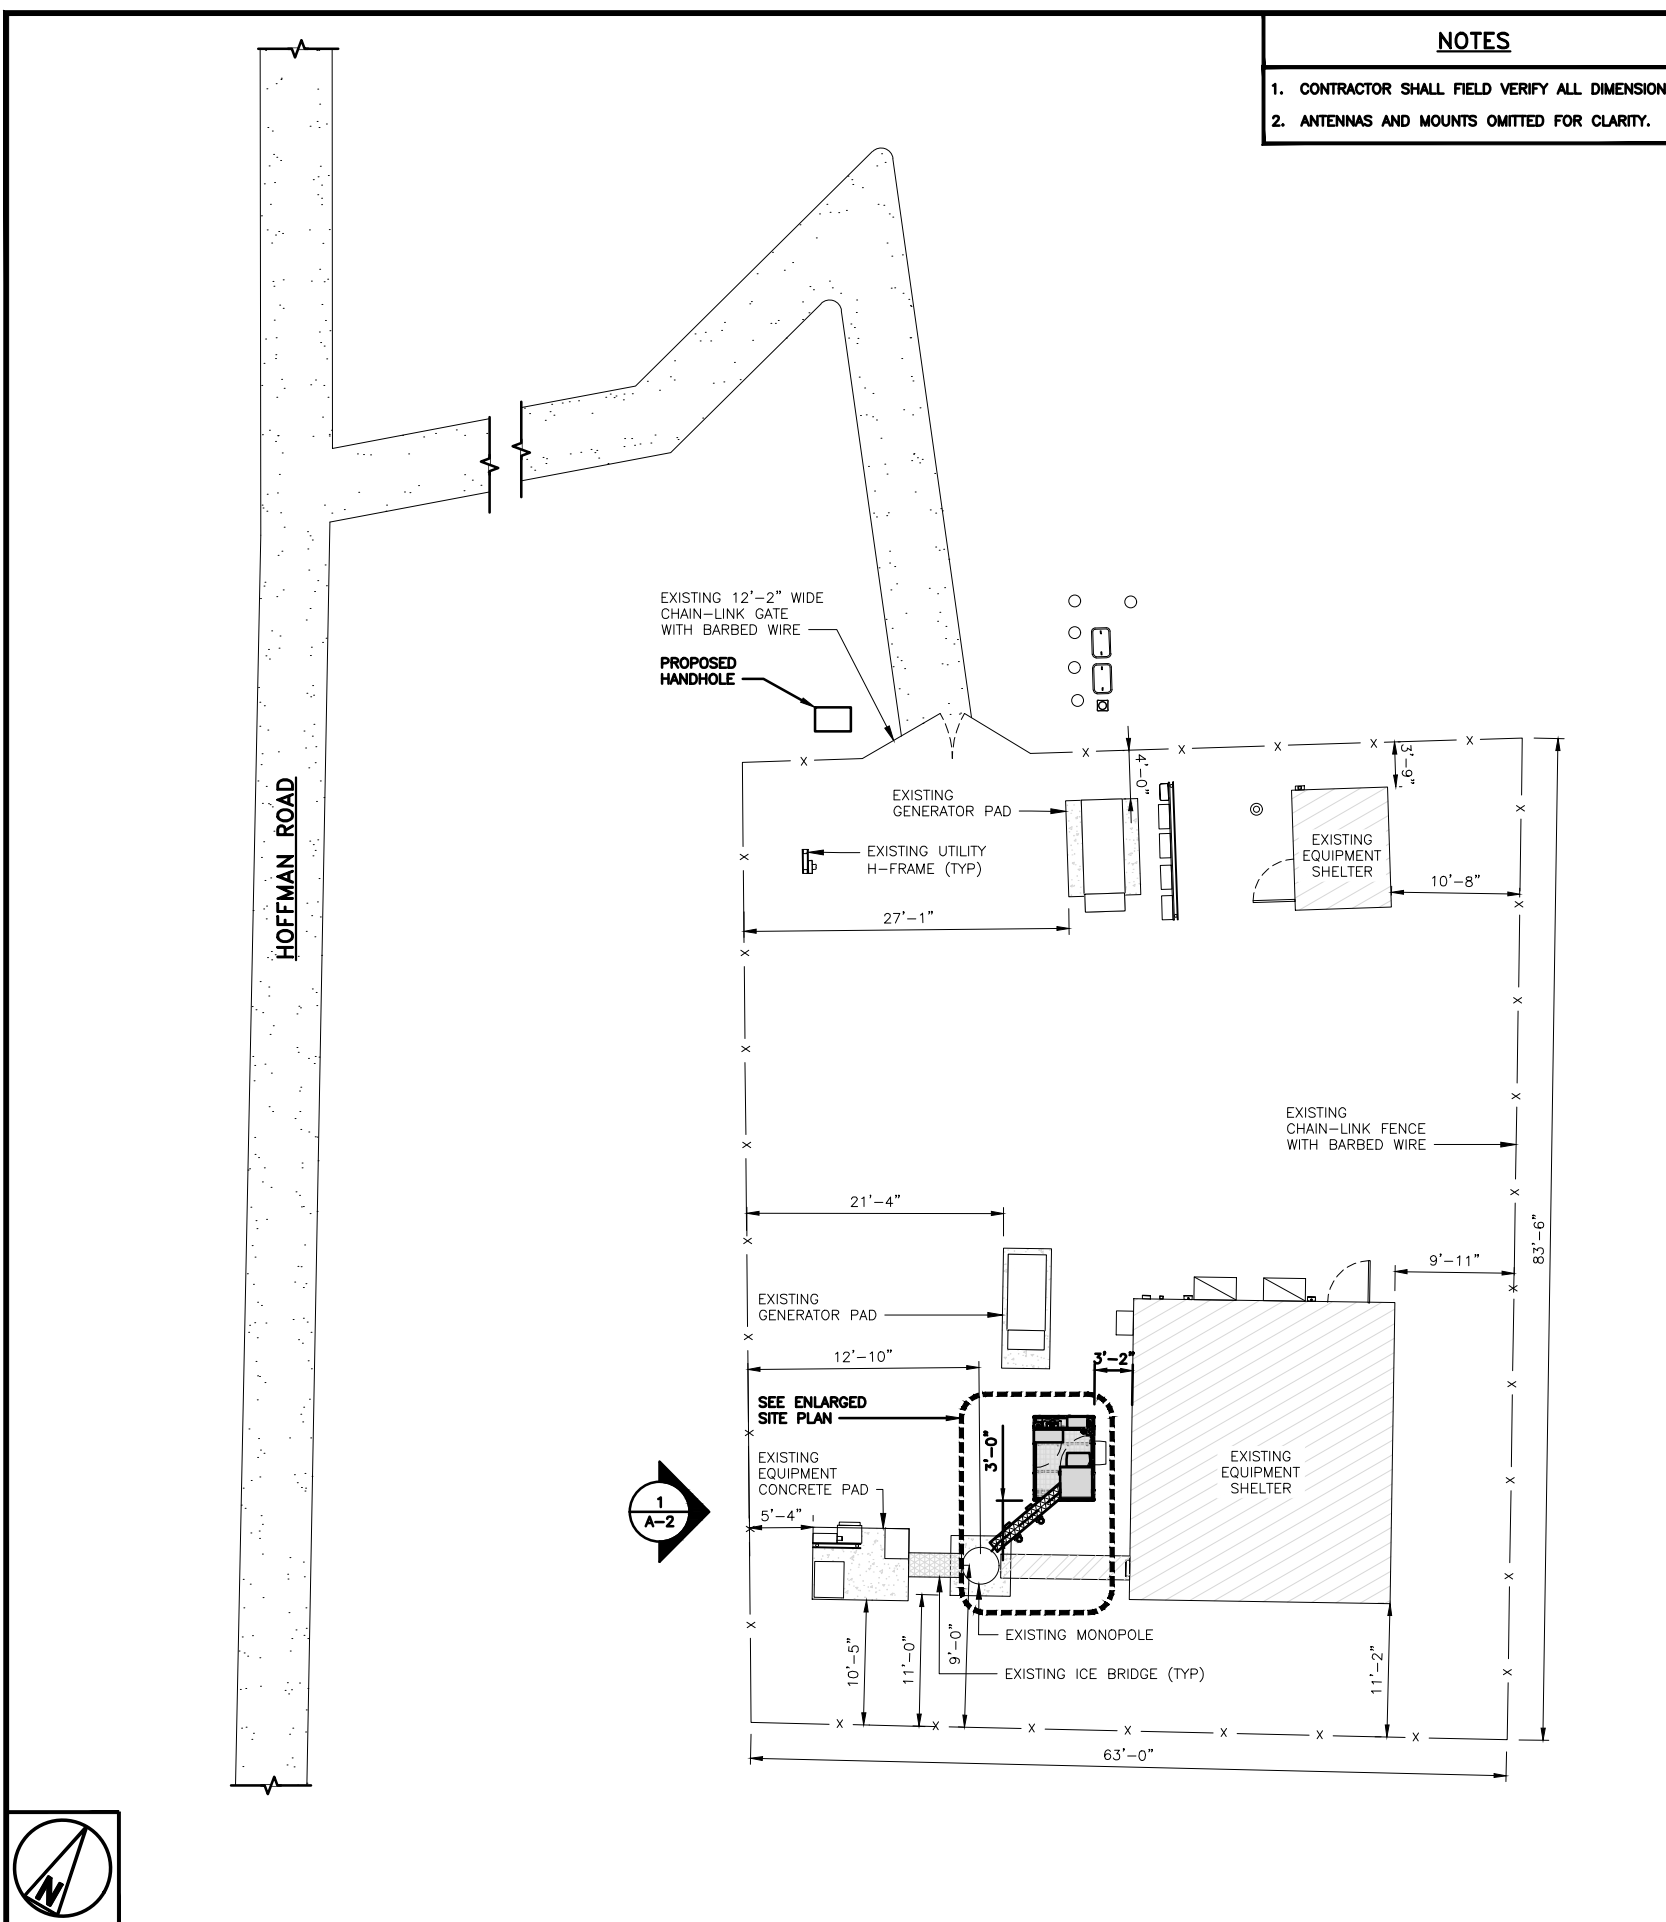 NOTES
1. CONTRACTOR SHALL FIELD VERIFY ALL DIMENSION
2. ANTENNAS AND MOUNTS OMITTED FOR CLARITY.
EXISTING 12'-2" WIDE
CHAIN-LINK GATE
WITH BARBED WIRE
PROPOSED
HANDHOLE
HOFFMAN ROAD
4'-0"
3'-9"
EXISTING
GENERATOR PAD
EXISTING UTILITY
H-FRAME (TYP)
EXISTING
EQUIPMENT
SHELTER
10'-8"
27'-1"
EXISTING
CHAIN-LINK FENCE
WITH BARBED WIRE
21'-4"
83'-6"
9'-11"
EXISTING
GENERATOR PAD
12'-10"
3'-2"
SEE ENLARGED
SITE PLAN
3'-0"
EXISTING
EQUIPMENT
CONCRETE PAD
EXISTING
EQUIPMENT
SHELTER
5'-4"
1
A-2
10'-5"
11'-0"
9'-0"
EXISTING MONOPOLE
EXISTING ICE BRIDGE (TYP)
11'-2"
63'-0"
N